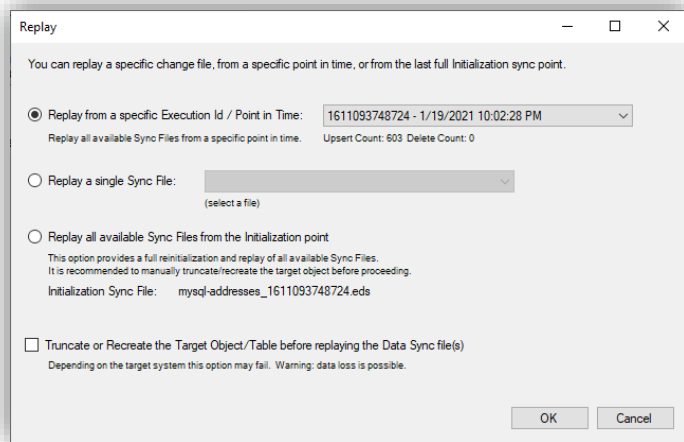 Replay
You can replay a specific change file, from a specific point in time, or from the last full Initialization sync point.
Replay from a specific Execution Id / Point in Time:
1611093748724 - 1/19/2021 10:02:28 PM
Replay all available Sync Files from a specific point in time.
Upsert Count: 603 Delete Count: 0
Replay a single Sync File:
(select a file)
Replay all available Sync Files from the Initialization point
This option provides a full reinitialization and replay of all available Sync Files.
It is recommended to manually truncate/recreate the target object before proceeding.
Initialization Sync File: mysql-addresses_1611093748724.eds
Truncate or Recreate the Target Object/Table before replaying the Data Sync file(s)
Depending on the target system this option may fail. Warning: data loss is possible.
OK
Cancel